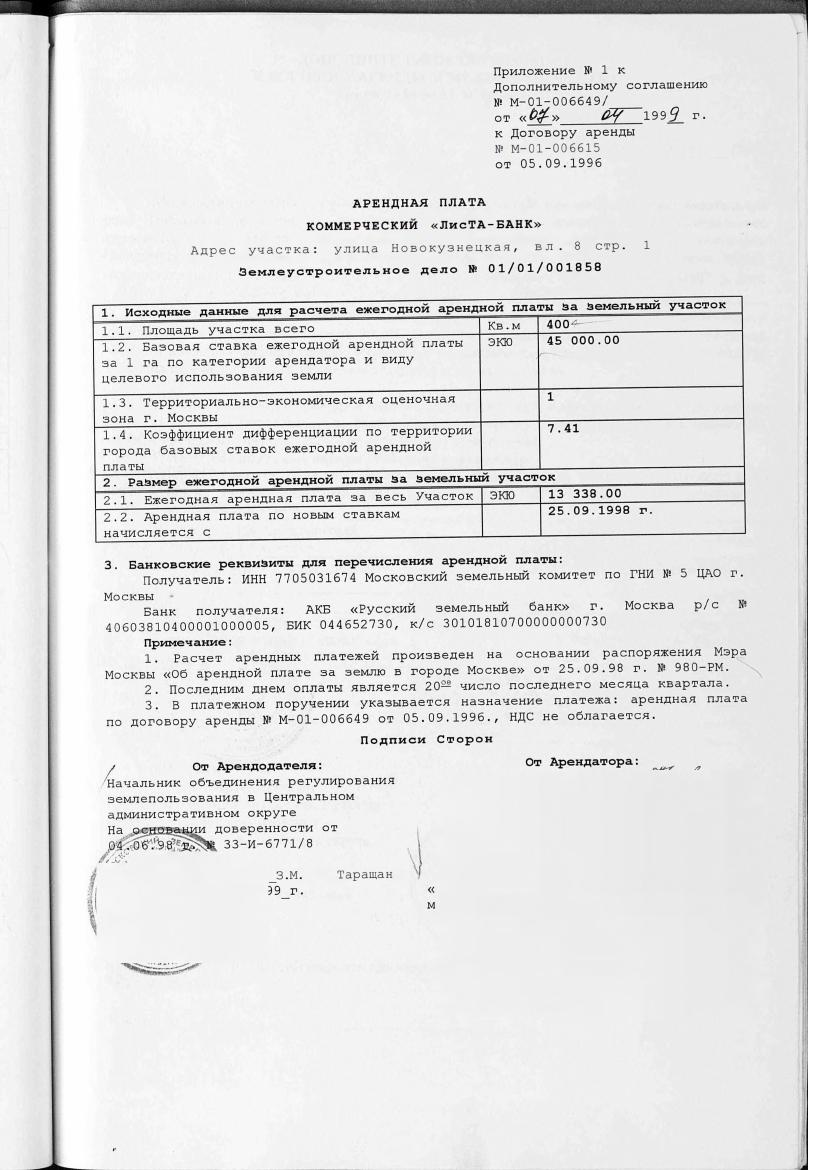 Приложение № 1 к
Дополнительному соглашению
№ М-01-006649/
от «07» 04 1999 г.
к Договору аренды
№ М-01-006615
от 05.09.1996
АРЕНДНАЯ ПЛАТА
КОММЕРЧЕСКИЙ «ЛисТА-БАНК»
Адрес участка: улица Новокузнецкая, вл. 8 стр. 1
Землеустроительное дело № 01/01/001858
1. Исходные данные для расчета ежегодной арендной платы за земельный участок
1.1. Площадь участка всего Кв.м 400
1.2. Базовая ставка ежегодной арендной платы ЭКЮ 45 000.00
за 1 га по категории арендатора и виду
целевого использования земли
1.3. Территориально-экономическая оценочная 1
зона г. Москвы
1.4. Коэффициент дифференциации по территории 7.41
города базовых ставок ежегодной арендной
платы
2. Размер ежегодной арендной платы за земельный участок
2.1. Ежегодная арендная плата за весь Участок ЭКЮ 13 338.00
2.2. Арендная плата по новым ставкам 25.09.1998 г.
начисляется с
3. Банковские реквизиты для перечисления арендной платы:
Получатель: ИНН 7705031674 Московский земельный комитет по ГНИ № 5 ЦАО г.
Москвы
Банк получателя: АКБ «Русский земельный банк» г. Москва р/с №
40603810400001000005, БИК 044652730, к/с 30101810700000000730
Примечание:
1. Расчет арендных платежей произведен на основании распоряжения Мэра
Москвы «Об арендной плате за землю в городе Москве» от 25.09.98 г. № 980-РМ.
2. Последним днем оплаты является 20ое число последнего месяца квартала.
3. В платежном поручении указывается назначение платежа: арендная плата
по договору аренды № М-01-006649 от 05.09.1996., НДС не облагается.
Подписи Сторон
От Арендодателя: От Арендатора:
Начальник объединения регулирования
землепользования в Центральном
административном округе
На основании доверенности от
04.06.98 г. № 33-И-6771/8
_З.М. Таращан
99_г. «
м